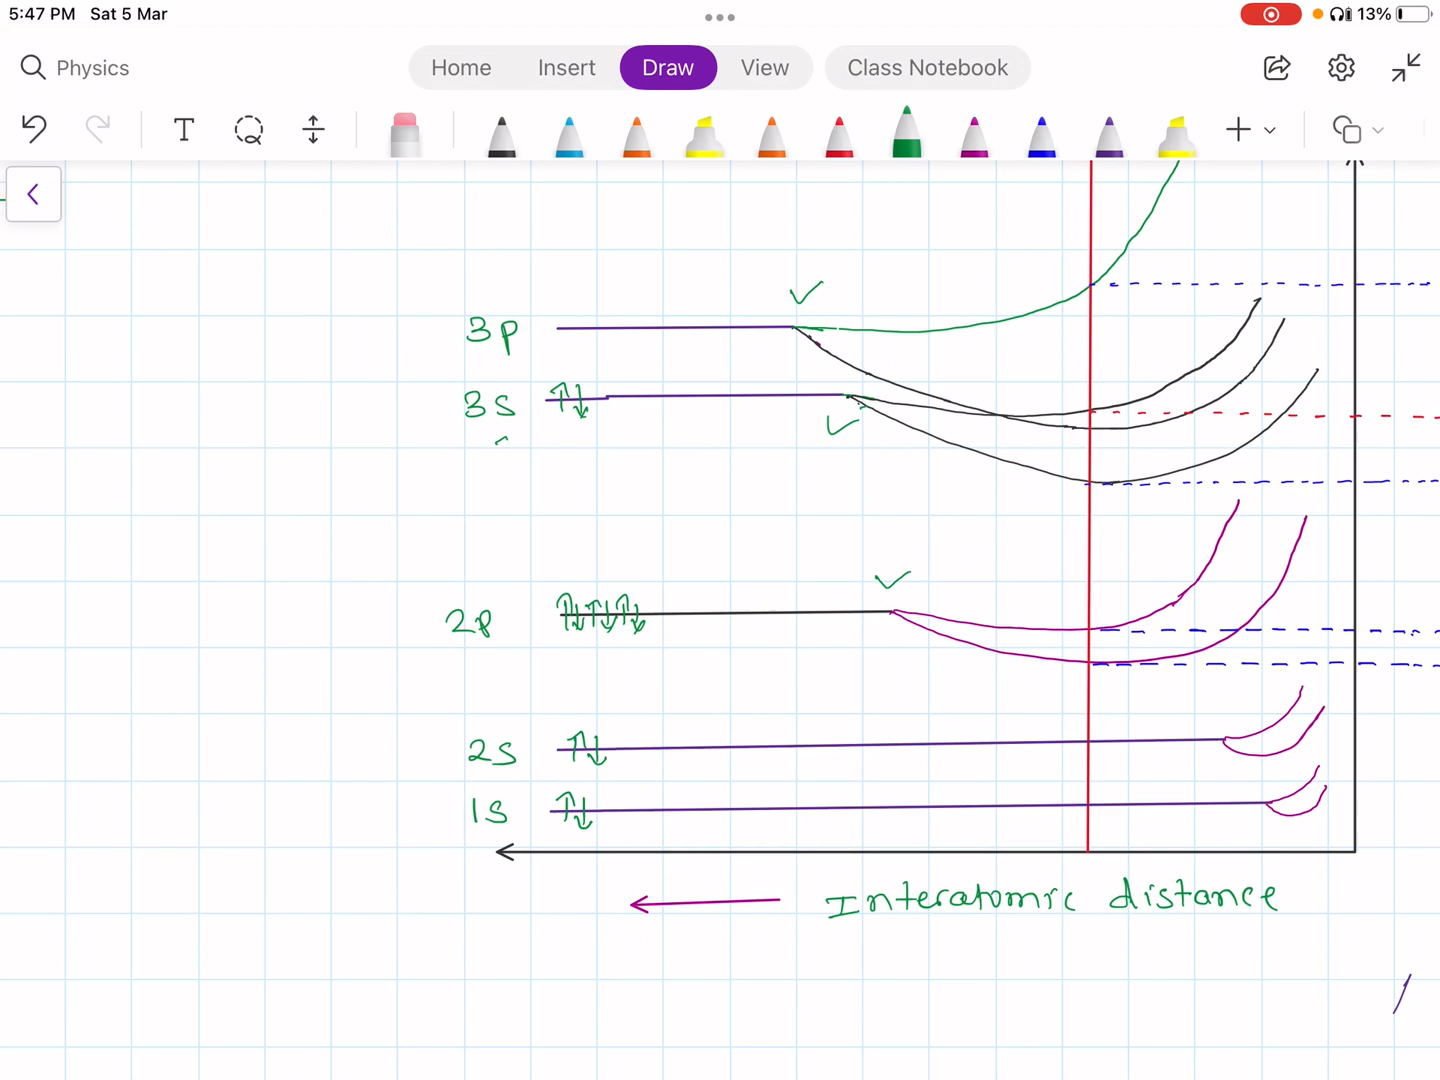 5:47 PM Sat 5 Mar
13%
Physics
Home Insert Draw View Class Notebook
T
3p
3s ↑↓
2p ↑↓↑↓↑↓
2s ↑↓
1s ↑↓
Interatomic distance